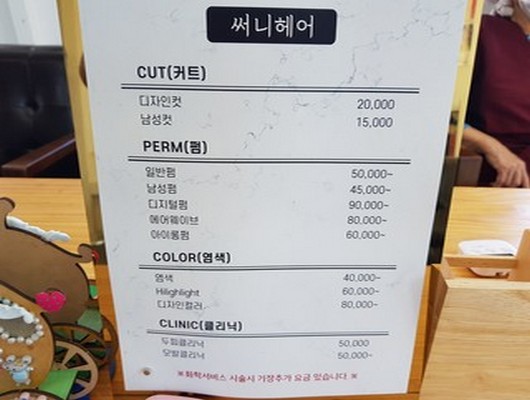 써니헤어
CUT(커트)
디자인컷 20,000
남성컷 15,000
PERM(펌)
일반펌 50,000~
남성펌 45,000~
디지털펌 90,000~
에어웨이브 80,000~
아이롱펌 60,000~
COLOR(염색)
염색 40,000~
Hilighlight 60,000~
디자인컬러 80,000~
CLINIC(클리닉)
두피클리닉 50,000
모발클리닉 50,000~
※화학서비스 시술시 기장추가 요금 있습니다.※